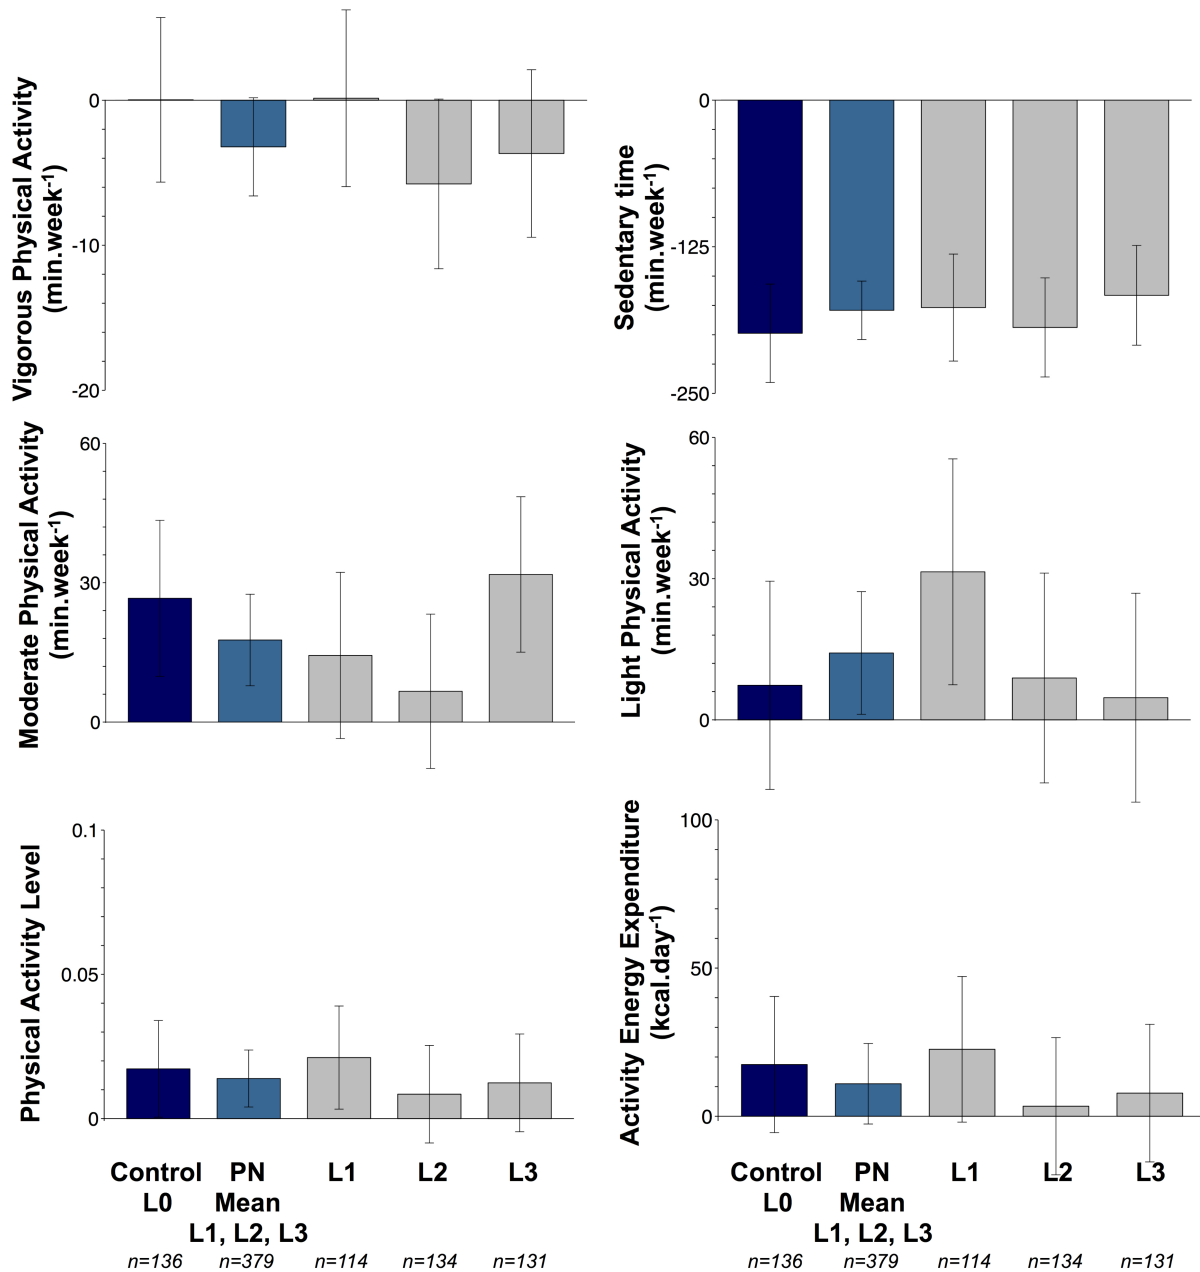 Vigorous Physical Activity
(min.week-1)
0
-10
-20
Sedentary time
(min.week-1)
0
-125
-250
Moderate Physical Activity
(min.week-1)
60
30
0
Light Physical Activity
(min.week-1)
60
30
0
Physical Activity Level
0.1
0.05
0
Activity Energy Expenditure
(kcal.day-1)
100
50
0
Control PN L1 L2 L3
L0 Mean
L1, L2, L3
n=136 n=379 n=114 n=134 n=131
Control PN L1 L2 L3
L0 Mean
L1, L2, L3
n=136 n=379 n=114 n=134 n=131